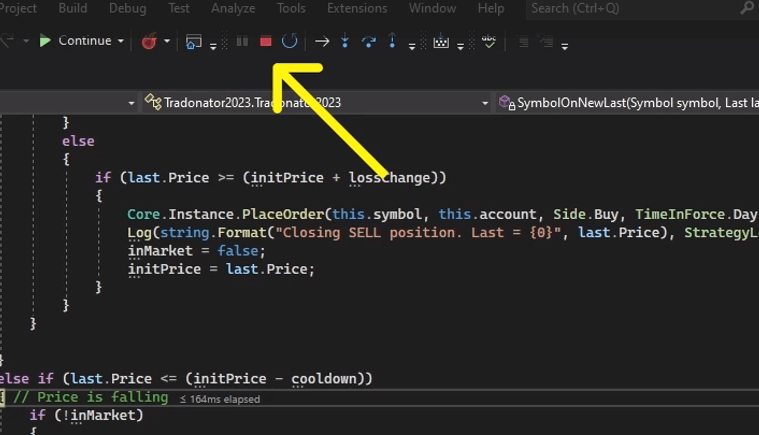 Project Build Debug Test Analyze Tools Extensions Window Help Search (Ctrl+Q)
Continue
abc
Tradonator2023.Tradonator2023 SymbolOnNewLast(Symbol symbol, Last la
}
else
{
if (last.Price >= (initPrice + lossChange))
{
Core.Instance.PlaceOrder(this.symbol, this.account, Side.Buy, TimeInForce.Day
Log(string.Format("Closing SELL position. Last = {0}", last.Price), StrategyLo
inMarket = false;
initPrice = last.Price;
}
}
}
}
else if (last.Price <= (initPrice - cooldown))
{ // Price is falling ≤ 164ms elapsed
if (!inMarket)
{